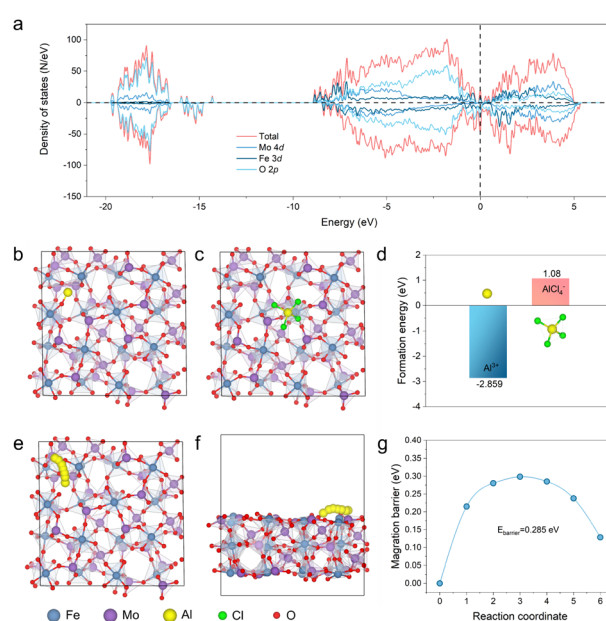 a
Density of states (N/eV)
100
50
0
-50
-100
-150
Total
Mo 4d
Fe 3d
O 2p
-20
-15
-10
-5
0
5
Energy (eV)
b
c
d
Formation energy (eV)
2
1
0
-1
-2
-3
-4
1.08
AlCl₄⁻
Al³⁺
-2.859
e
f
g
Magration barrier (eV)
0.40
0.35
0.30
0.25
0.20
0.15
0.10
0.05
0.00
Ebarrier=0.285 eV
0
1
2
3
4
5
6
Reaction coordinate
Fe
Mo
Al
Cl
O